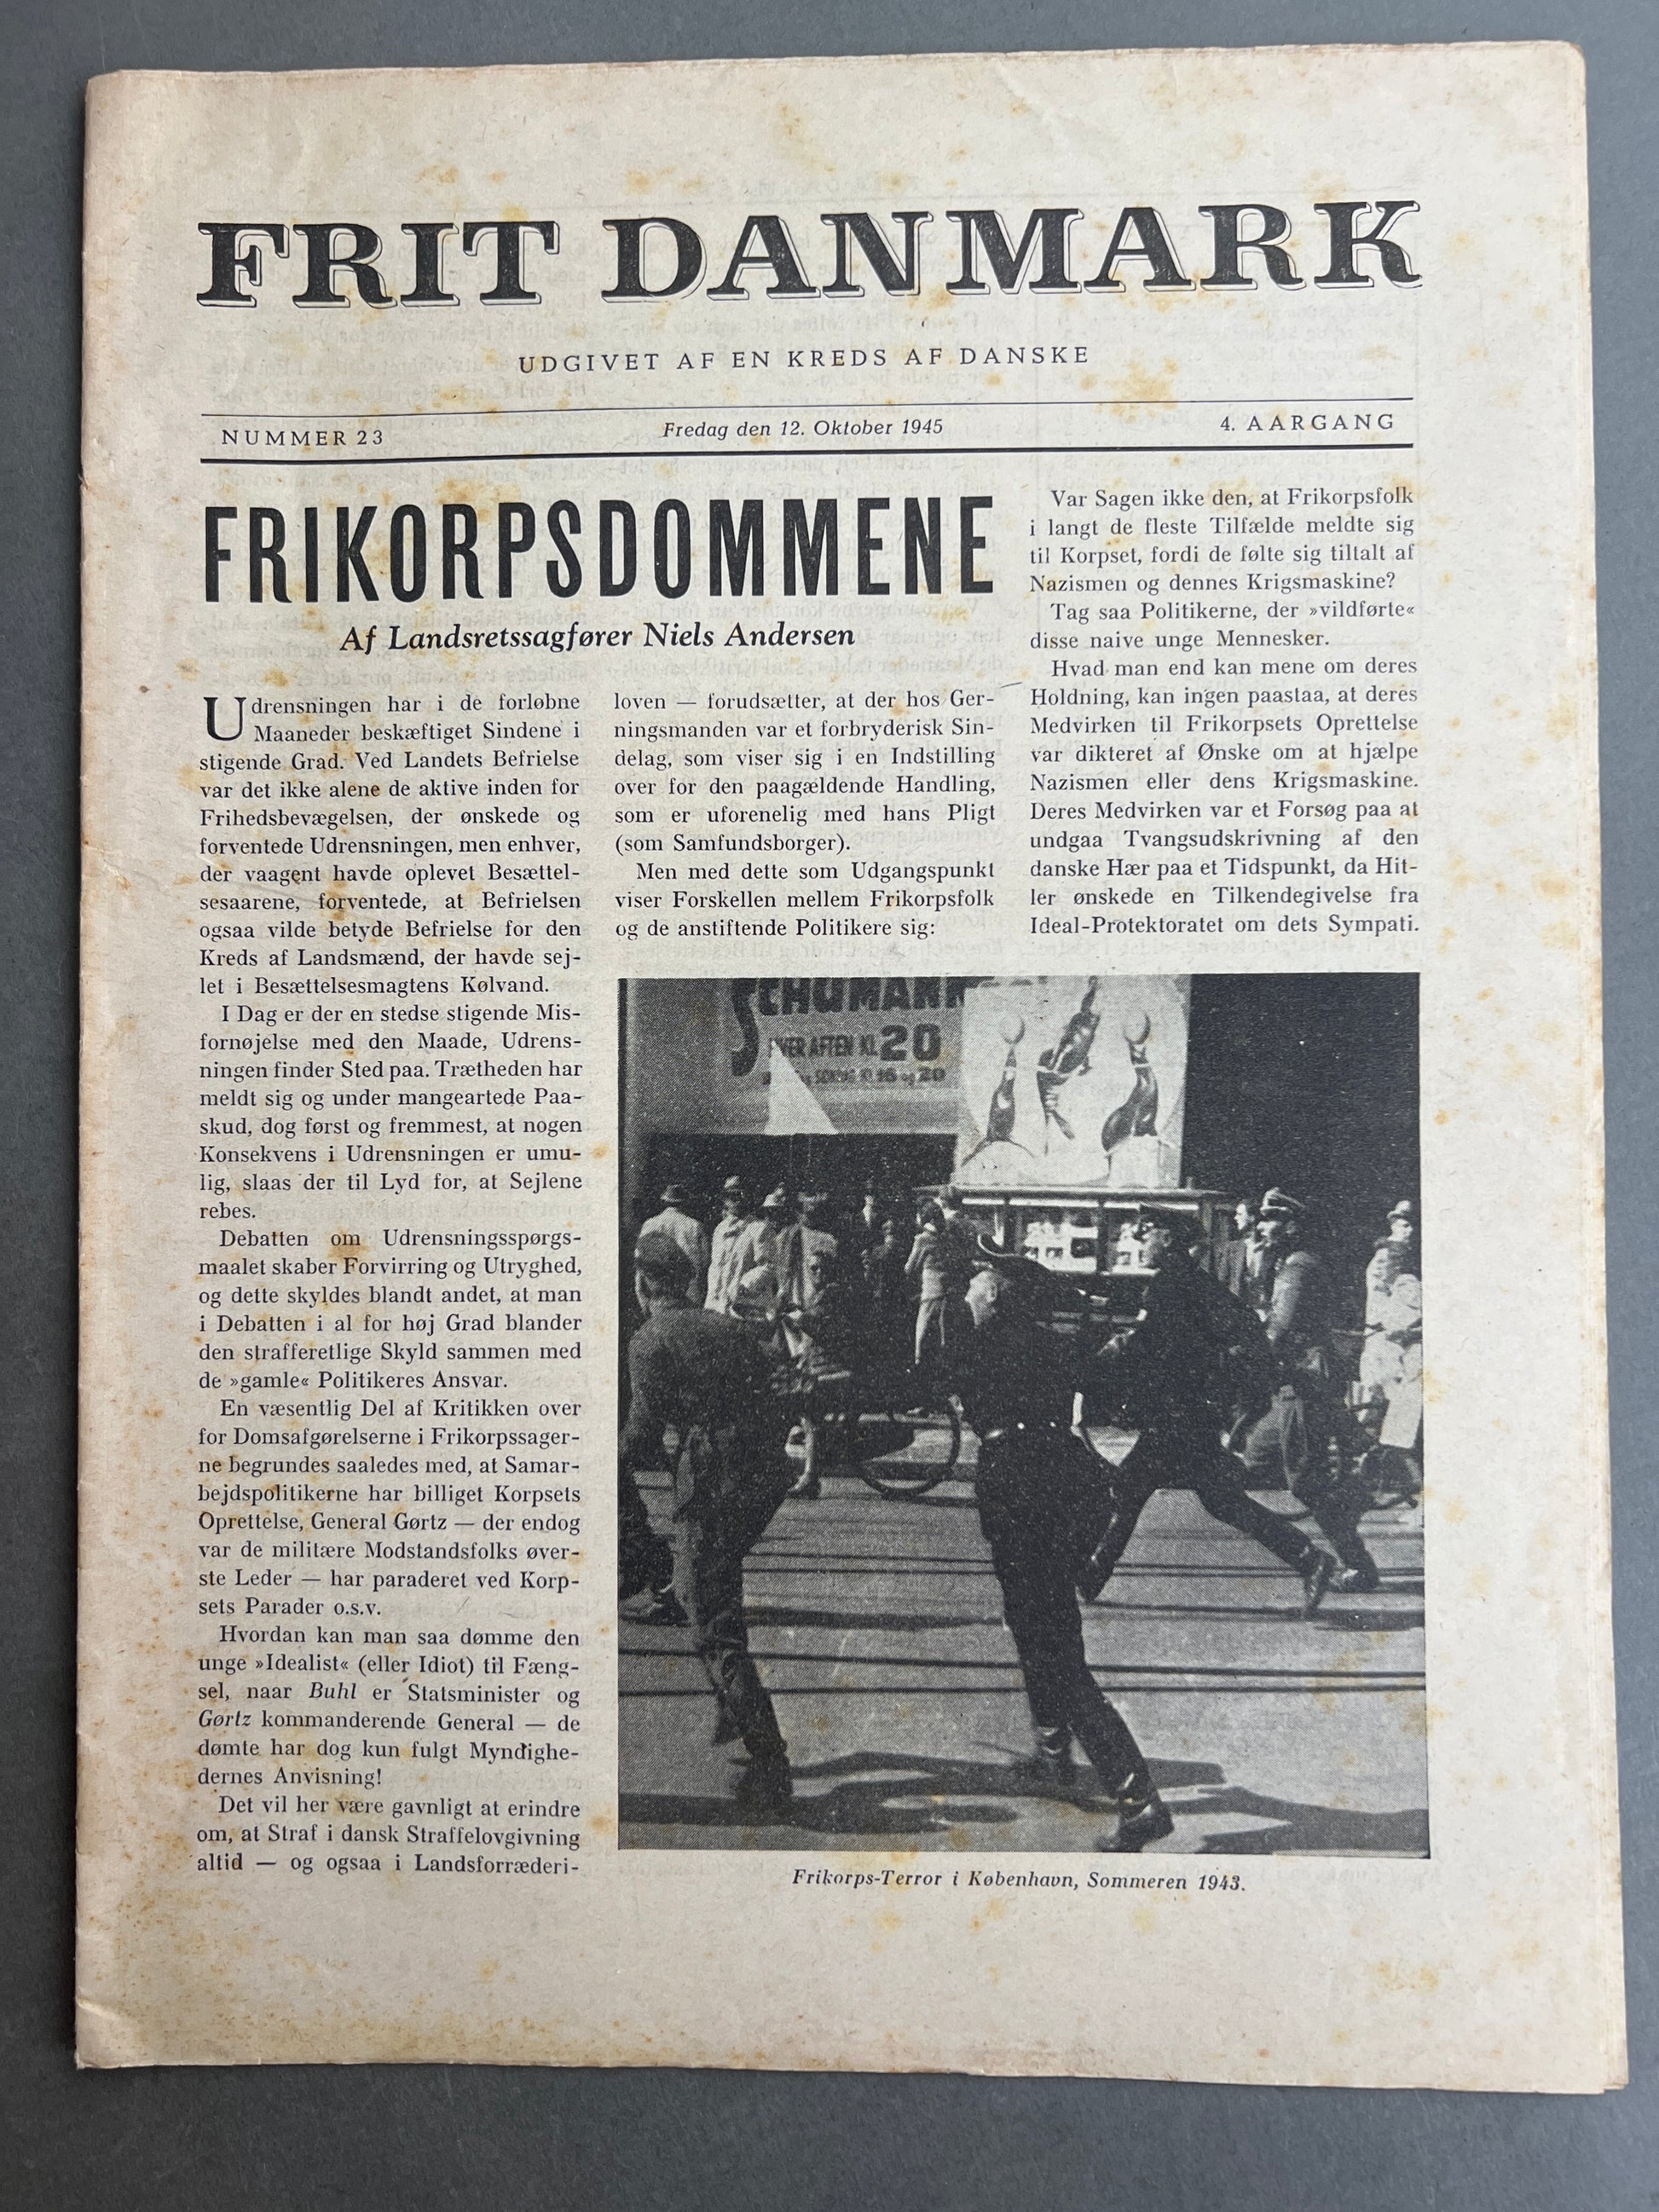 FRIT DANMARK
UDGIVET AF EN KREDS AF DANSKE
NUMMER 23
Fredag den 12. Oktober 1945
4. AARGANG
FRIKORPSDOMMENE
Af Landsretssagfører Niels Andersen
Udrensningen har i de forløbne
Maaneder beskæftiget Sindene i
stigende Grad. Ved Landets Befrielse
var det ikke alene de aktive inden for
Frihedsbevægelsen, der ønskede og
forventede Udrensningen, men enhver,
der vaagent havde oplevet Besættel-
sesaarene, forventede, at Befrielsen
ogsaa vilde betyde Befrielse for den
Kreds af Landsmænd, der havde sej-
let i Besættelsesmagtens Kølvand.
I Dag er der en stedse stigende Mis-
fornøjelse med den Maade, Udrens-
ningen finder Sted paa. Trætheden har
meldt sig og under mangeartede Paa-
skud, dog først og fremmest, at nogen
Konsekvens i Udrensningen er umu-
lig, slaas der til Lyd for, at Sejlene
rebes.
Debatten om Udrensningsspørgs-
maalet skaber Forvirring og Utryghed,
og dette skyldes blandt andet, at man
i Debatten i al for høj Grad blander
den strafferetlige Skyld sammen med
de »gamle« Politikeres Ansvar.
En væsentlig Del af Kritikken over
for Domsafgørelserne i Frikorpssager-
ne begrundes saaledes med, at Samar-
bejdspolitikerne har billiget Korpsets
Oprettelse, General Gørtz — der endog
var de militære Modstandsfolks øver-
ste Leder — har paraderet ved Korp-
sets Parader o.s.v.
Hvordan kan man saa dømme den
unge »Idealist« (eller Idiot) til Fæng-
sel, naar Buhl er Statsminister og
Gørtz kommanderende General — de
dømte har dog kun fulgt Myndighe-
dernes Anvisning!
Det vil her være gavnligt at erindre
om, at Straf i dansk Straffelovgivning
altid — og ogsaa i Landsforræderi-
loven — forudsætter, at der hos Ger-
ningsmanden var et forbryderisk Sin-
delag, som viser sig i en Indstilling
over for den paagældende Handling,
som er uforenelig med hans Pligt
(som Samfundsborger).
Men med dette som Udgangspunkt
viser Forskellen mellem Frikorpsfolk
og de anstiftende Politikere sig:
Var Sagen ikke den, at Frikorpsfolk
i langt de fleste Tilfælde meldte sig
til Korpset, fordi de følte sig tiltalt af
Nazismen og dennes Krigsmaskine?
Tag saa Politikerne, der »vildførte«
disse naive unge Mennesker.
Hvad man end kan mene om deres
Holdning, kan ingen paastaa, at deres
Medvirken til Frikorpsets Oprettelse
var dikteret af Ønske om at hjælpe
Nazismen eller dens Krigsmaskine.
Deres Medvirken var et Forsøg paa at
undgaa Tvangsudskrivning af den
danske Hær paa et Tidspunkt, da Hit-
ler ønskede en Tilkendegivelse fra
Ideal-Protektoratet om dets Sympati.
SCHUMANN
HVER AFTEN KL 20
SØNDAG KL 16 og 20
Frikorps-Terror i København, Sommeren 1943.